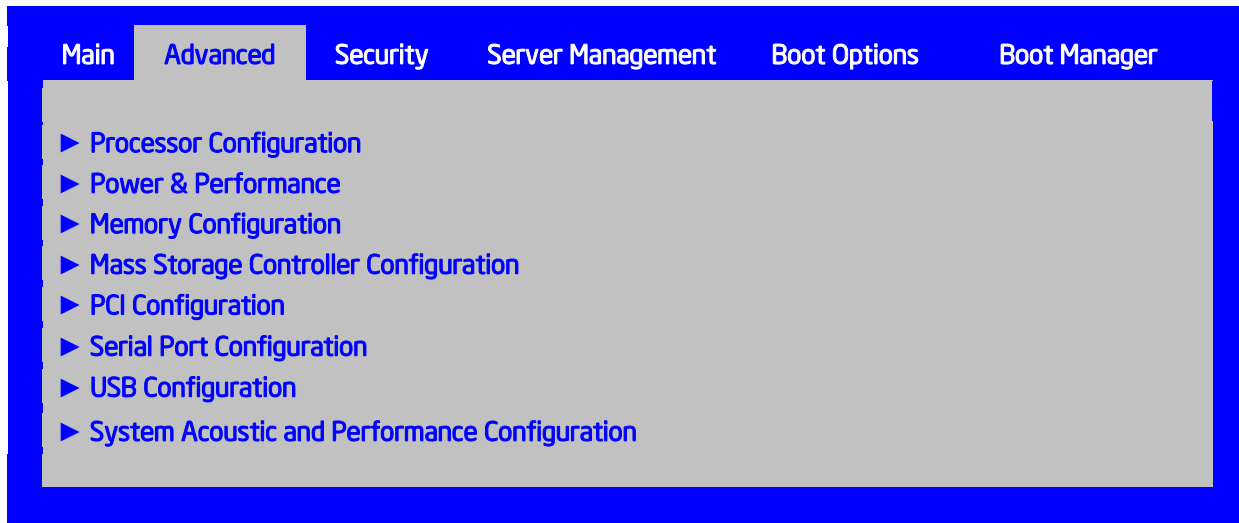 Main Advanced Security Server Management Boot Options Boot Manager
► Processor Configuration
► Power & Performance
► Memory Configuration
► Mass Storage Controller Configuration
► PCI Configuration
► Serial Port Configuration
► USB Configuration
► System Acoustic and Performance Configuration